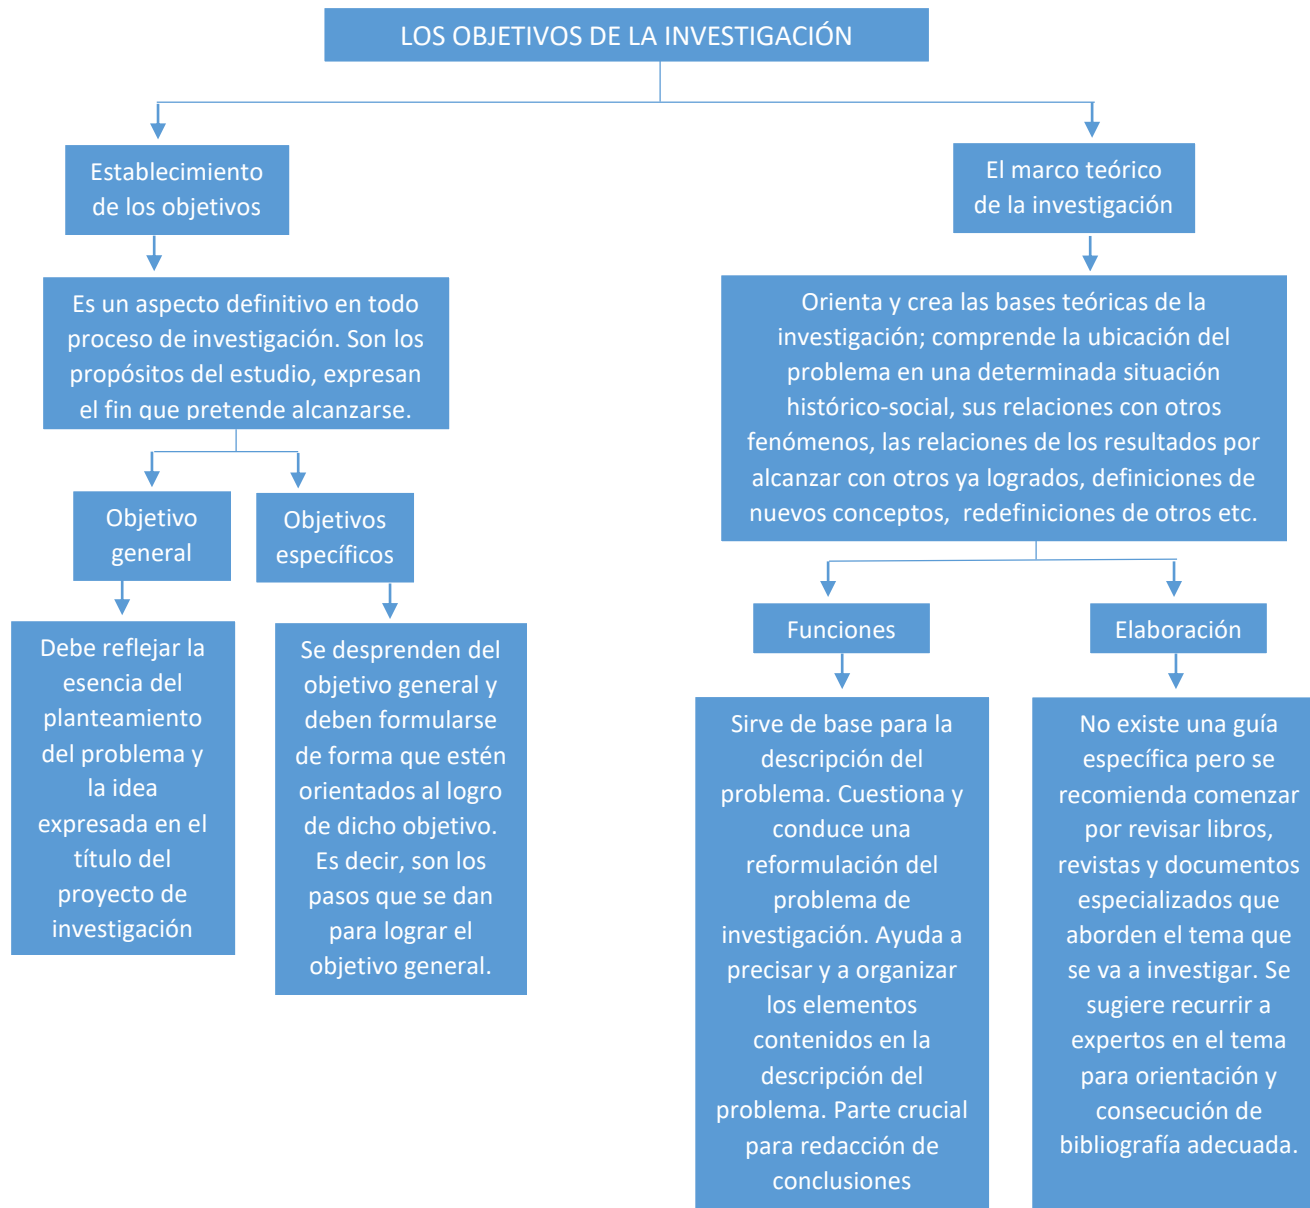 LOS OBJETIVOS DE LA INVESTIGACIÓN
Establecimiento
de los objetivos
El marco teórico
de la investigación
Es un aspecto definitivo en todo
proceso de investigación. Son los
propósitos del estudio, expresan
el fin que pretende alcanzarse.
Orienta y crea las bases teóricas de la
investigación; comprende la ubicación del
problema en una determinada situación
histórico-social, sus relaciones con otros
fenómenos, las relaciones de los resultados por
alcanzar con otros ya logrados, definiciones de
nuevos conceptos,  redefiniciones de otros etc.
Objetivo
general
Objetivos
específicos
Debe reflejar la
esencia del
planteamiento
del problema y
la idea
expresada en el
título del
proyecto de
investigación
Se desprenden del
objetivo general y
deben formularse
de forma que estén
orientados al logro
de dicho objetivo.
Es decir, son los
pasos que se dan
para lograr el
objetivo general.
Funciones
Elaboración
Sirve de base para la
descripción del
problema. Cuestiona y
conduce una
reformulación del
problema de
investigación. Ayuda a
precisar y a organizar
los elementos
contenidos en la
descripción del
problema. Parte crucial
para redacción de
conclusiones
No existe una guía
específica pero se
recomienda comenzar
por revisar libros,
revistas y documentos
especializados que
aborden el tema que
se va a investigar. Se
sugiere recurrir a
expertos en el tema
para orientación y
consecución de
bibliografía adecuada.